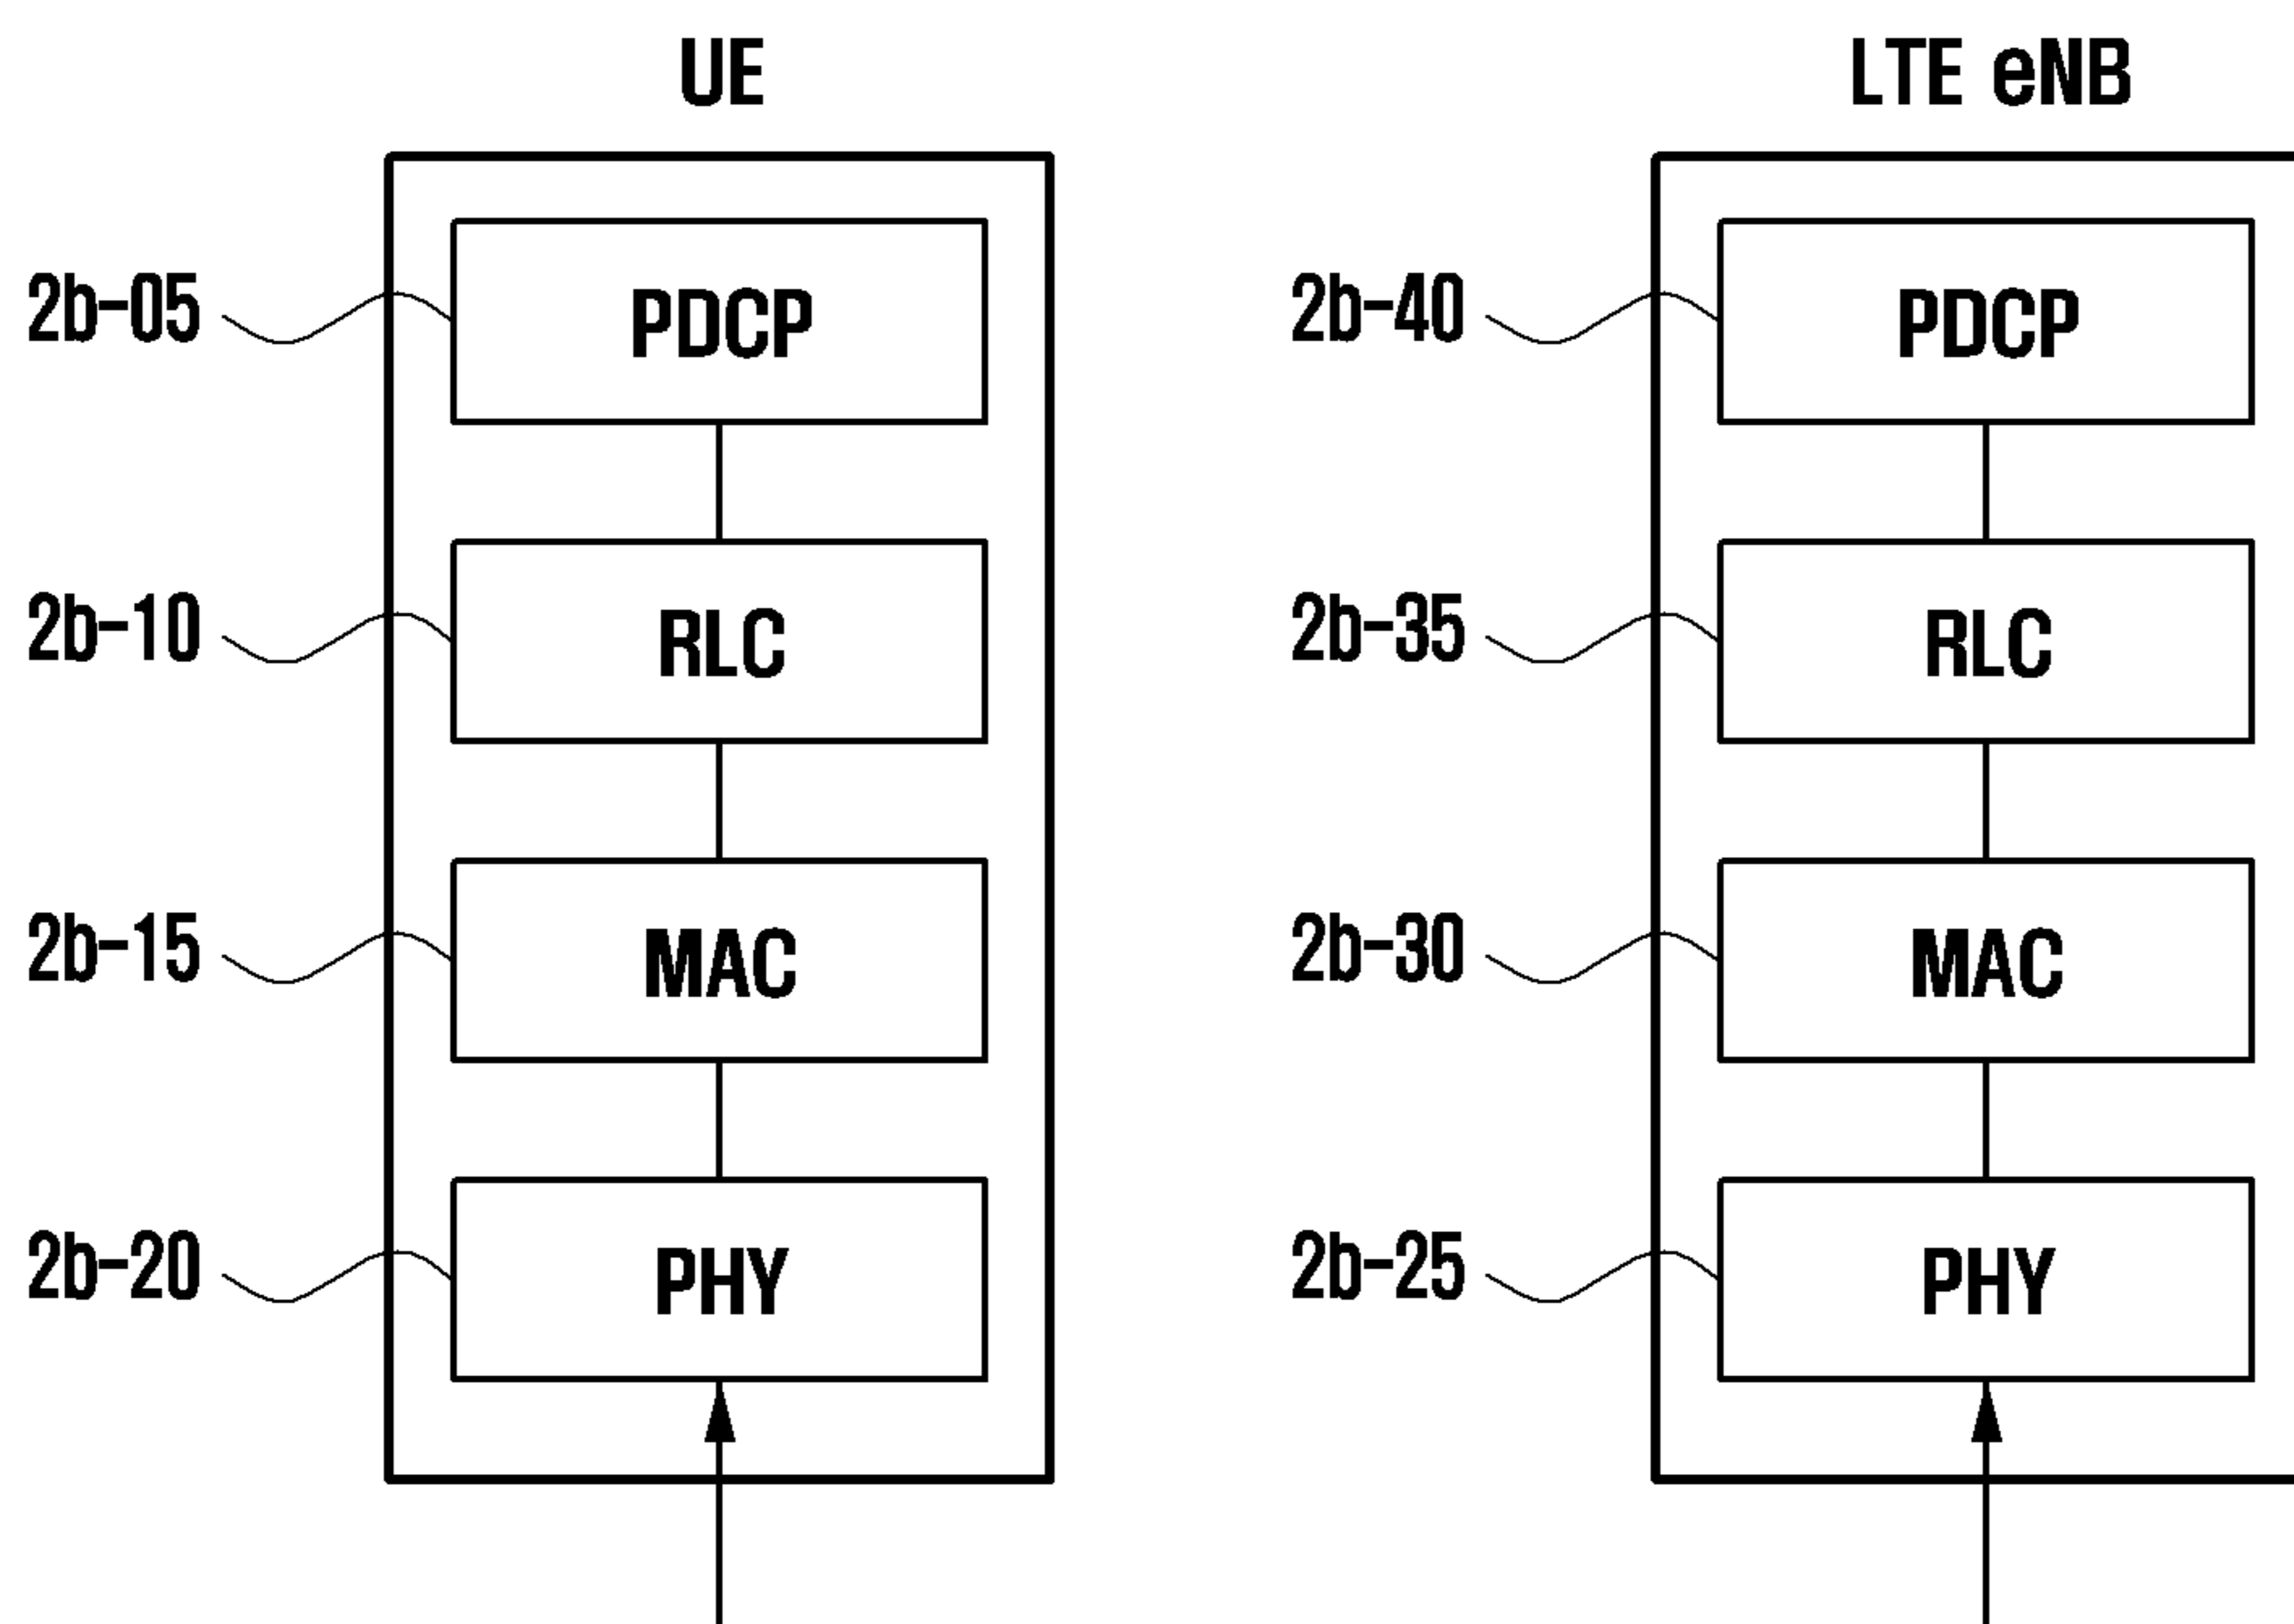 UE
LTE eNB
2b-05
PDCP
2b-40
PDCP
2b-10
RLC
2b-35
RLC
2b-15
MAC
2b-30
MAC
2b-20
PHY
2b-25
PHY